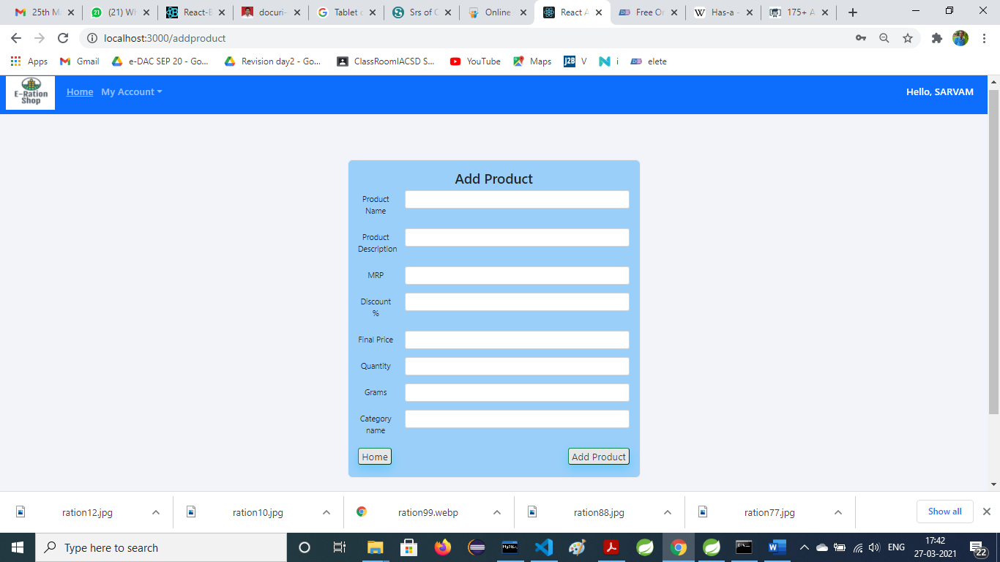 25th M
(21) Wh
React-B
docuri-
Tablet
Srs of C
Online
React A
Free O
Has-a -
175+ A
localhost:3000/addproduct
Apps
Gmail
e-DAC SEP 20 - Go...
Revision day2 - Go...
ClassRoomIACSD S...
YouTube
Maps
J2B
V
i
elete
E-Ration
Shop
Home
My Account
Hello, SARVAM
Add Product
Product
Name
Product
Description
MRP
Discount
%
Final Price
Quantity
Grams
Category
name
Home
Add Product
ration12.jpg
ration10.jpg
ration99.webp
ration88.jpg
ration77.jpg
Show all
Type here to search
ENG
17:42
27-03-2021
22